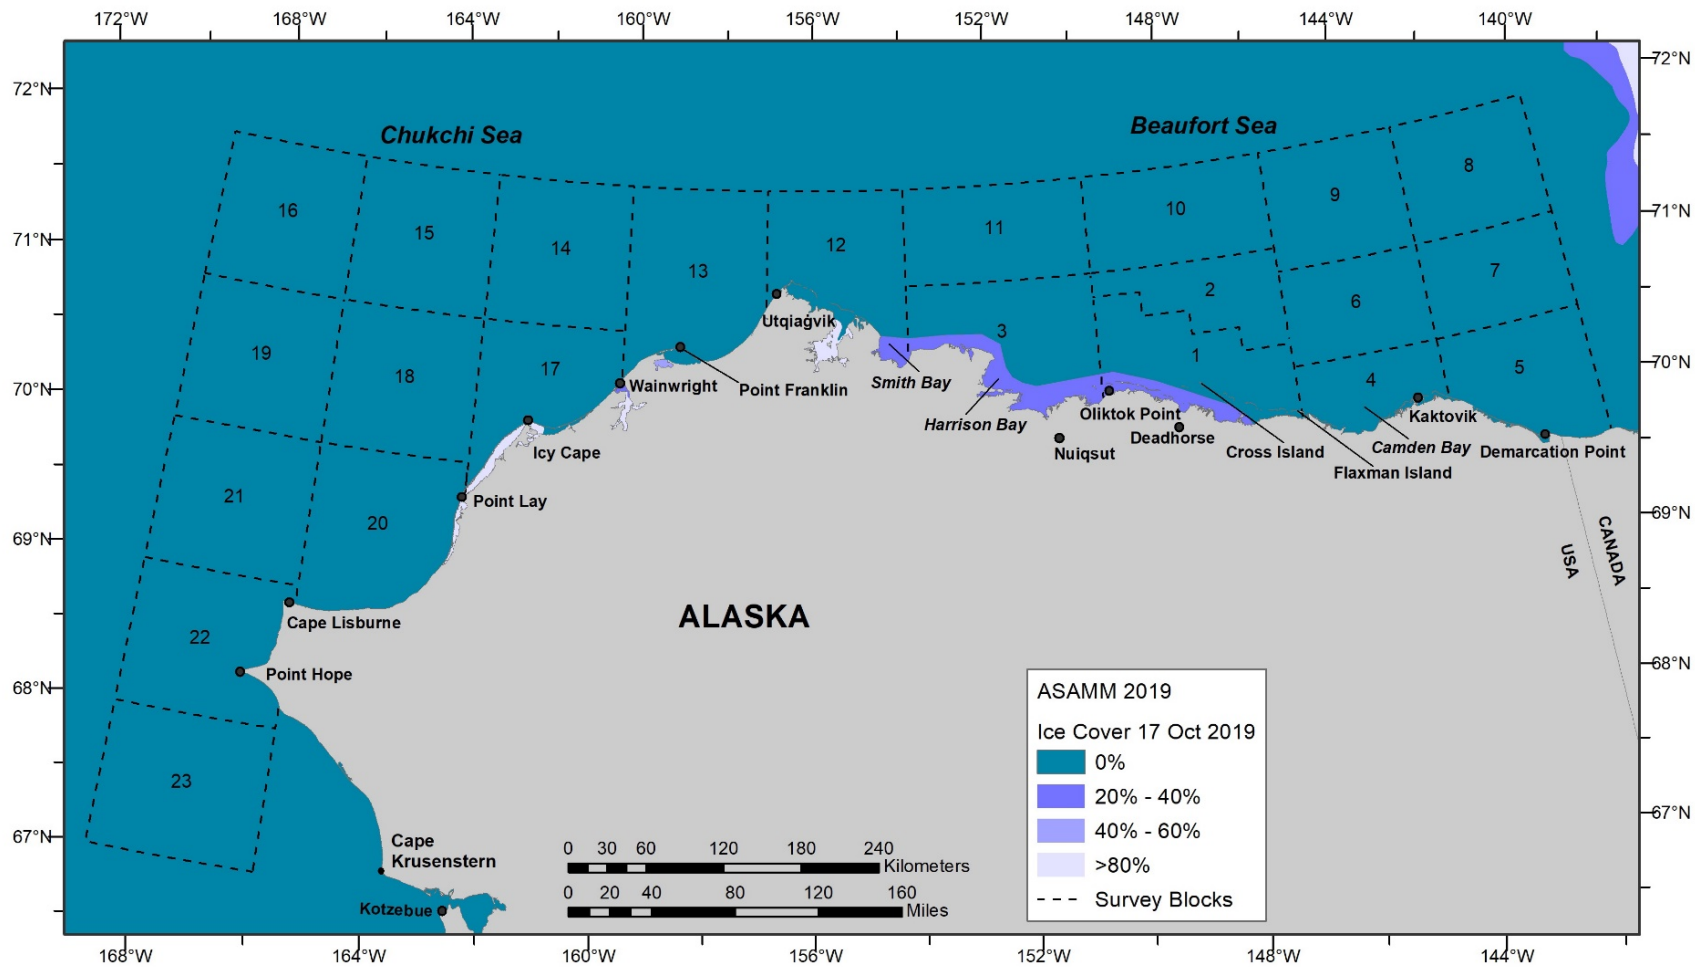 172°W 168°W 164°W 160°W 156°W 152°W 148°W 144°W 140°W
72°N 72°N
Chukchi Sea Beaufort Sea
8
9
10
16
11
15
12
14
71°N 71°N
13
7
2
6
Utqiaġvik
3
19
1
70°N
Point Franklin
17
5
18
4
Smith Bay
70°N
Wainwright
Oliktok Point
Kaktovik
Harrison Bay
Deadhorse
Camden Bay
Icy Cape
Nuiqsut
Cross Island
Demarcation Point
Flaxman Island
21
Point Lay
69°N
20
69°N
CANADA
USA
ALASKA
Cape Lisburne
22
68°N
Point Hope
68°N
ASAMM 2019
Ice Cover 17 Oct 2019
0%
20% - 40%
40% - 60%
>80%
Survey Blocks
23
67°N
67°N
Cape
Krusenstern
0 30 60 120 180 240
Kilometers
0 20 40 80 120 160
Miles
Kotzebue
168°W 164°W 160°W 156°W 152°W 148°W 144°W